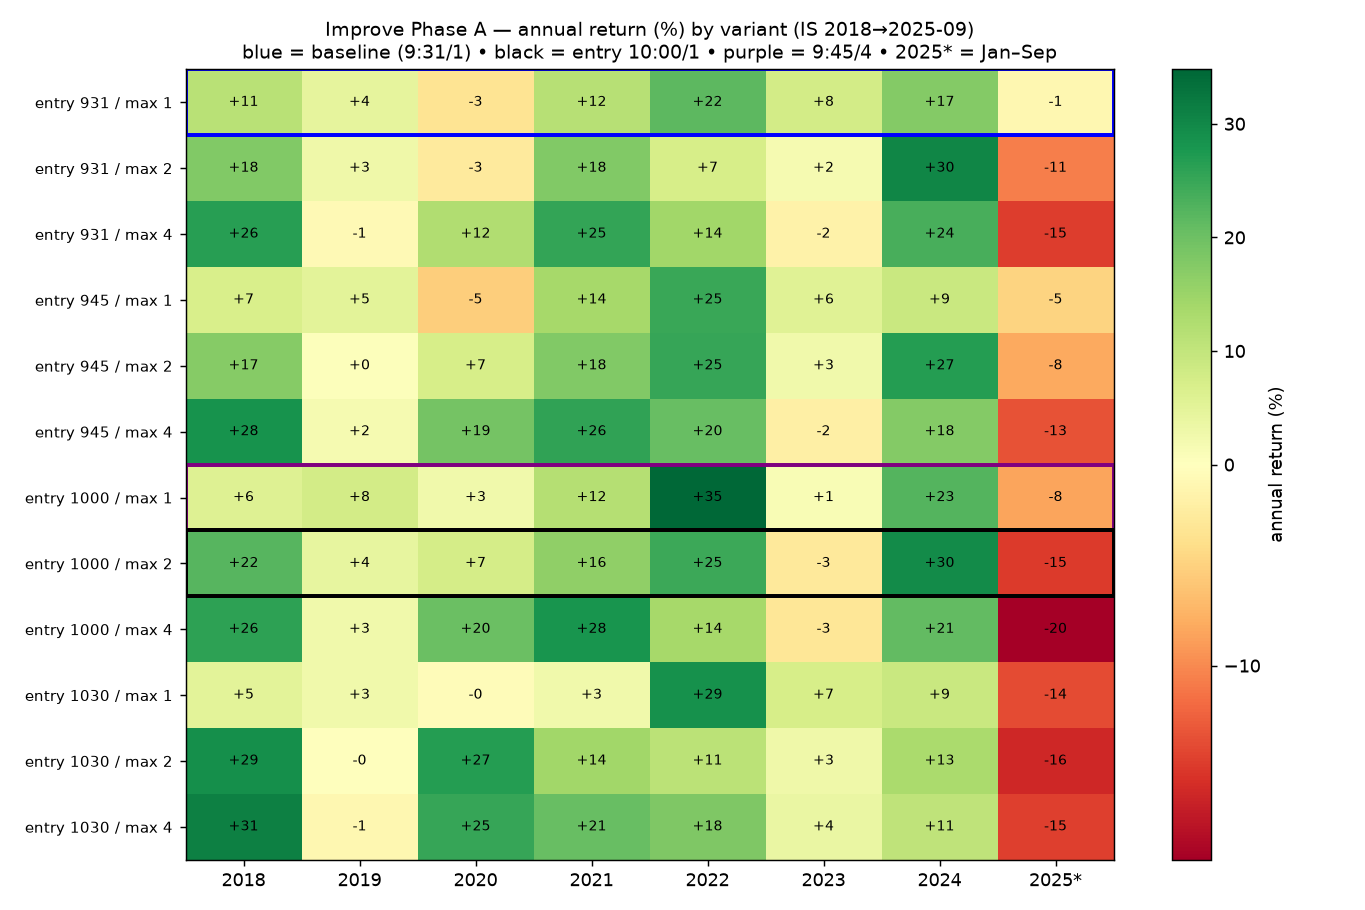 Improve Phase A — annual return (%) by variant (IS 2018→2025-09)
blue = baseline (9:31/1) • black = entry 10:00/1 • purple = 9:45/4 • 2025* = Jan–Sep
entry 931 / max 1 +11 +4 -3 +12 +22 +8 +17 -1
entry 931 / max 2 +18 +3 -3 +18 +7 +2 +30 -11
entry 931 / max 4 +26 -1 +12 +25 +14 -2 +24 -15
entry 945 / max 1 +7 +5 -5 +14 +25 +6 +9 -5
entry 945 / max 2 +17 +0 +7 +18 +25 +3 +27 -8
entry 945 / max 4 +28 +2 +19 +26 +20 -2 +18 -13
entry 1000 / max 1 +6 +8 +3 +12 +35 +1 +23 -8
entry 1000 / max 2 +22 +4 +7 +16 +25 -3 +30 -15
entry 1000 / max 4 +26 +3 +20 +28 +14 -3 +21 -20
entry 1030 / max 1 +5 +3 -0 +3 +29 +7 +9 -14
entry 1030 / max 2 +29 -0 +27 +14 +11 +3 +13 -16
entry 1030 / max 4 +31 -1 +25 +21 +18 +4 +11 -15
2018 2019 2020 2021 2022 2023 2024 2025*
30
20
10
0
−10
annual return (%)